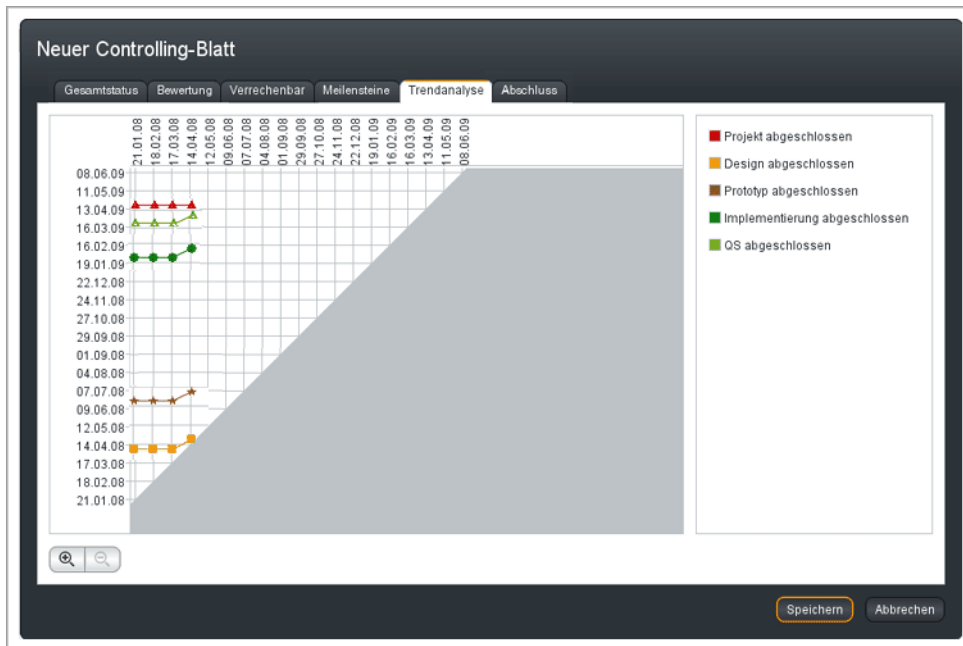 Neuer Controlling-Blatt
Gesamtstatus Bewertung Verrechenbar Meilensteine Trendanalyse Abschluss
21.01.08 18.02.08 17.03.08 14.04.08 12.05.08 09.06.08 07.07.08 04.08.08 01.09.08 29.09.08 27.10.08 24.11.08 22.12.08 19.01.09 16.02.09 16.03.09 13.04.09 11.05.09 08.06.09
08.06.09
11.05.09
13.04.09
16.03.09
16.02.09
19.01.09
22.12.08
24.11.08
27.10.08
29.09.08
01.09.08
04.08.08
07.07.08
09.06.08
12.05.08
14.04.08
17.03.08
18.02.08
21.01.08
Projekt abgeschlossen
Design abgeschlossen
Prototyp abgeschlossen
Implementierung abgeschlossen
QS abgeschlossen
Speichern Abbrechen